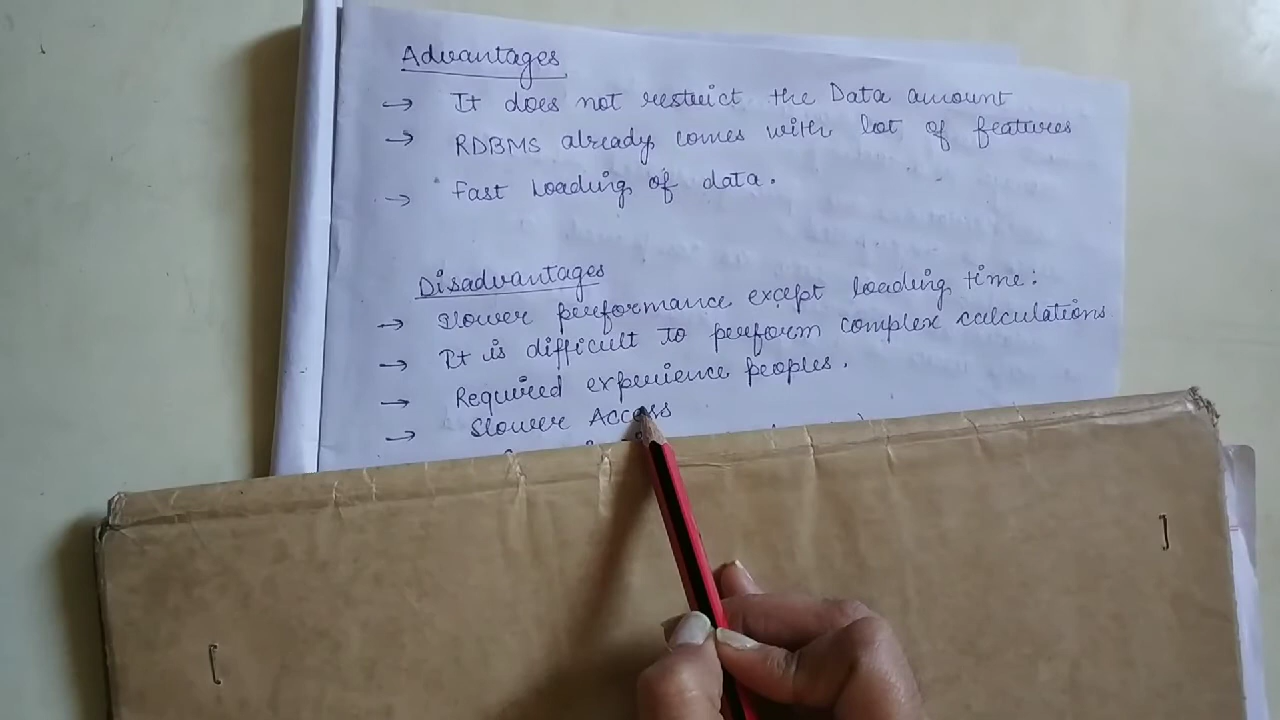 Advantages
→ It does not restrict the Data amount
→ RDBMS already comes with lot of features
→ Fast Loading of data.
Disadvantages
→ Slower performance except loading time:
→ It is difficult to perform complex calculations
→ Required experience peoples.
→ Slower Access